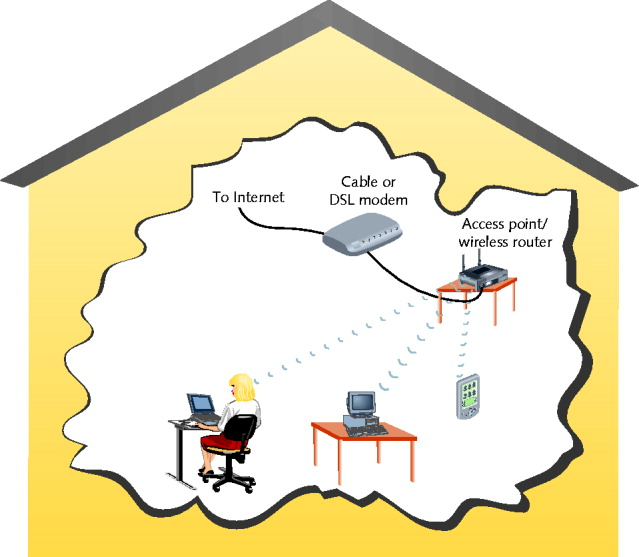 To Internet
Cable or
DSL modem
Access point/
wireless router